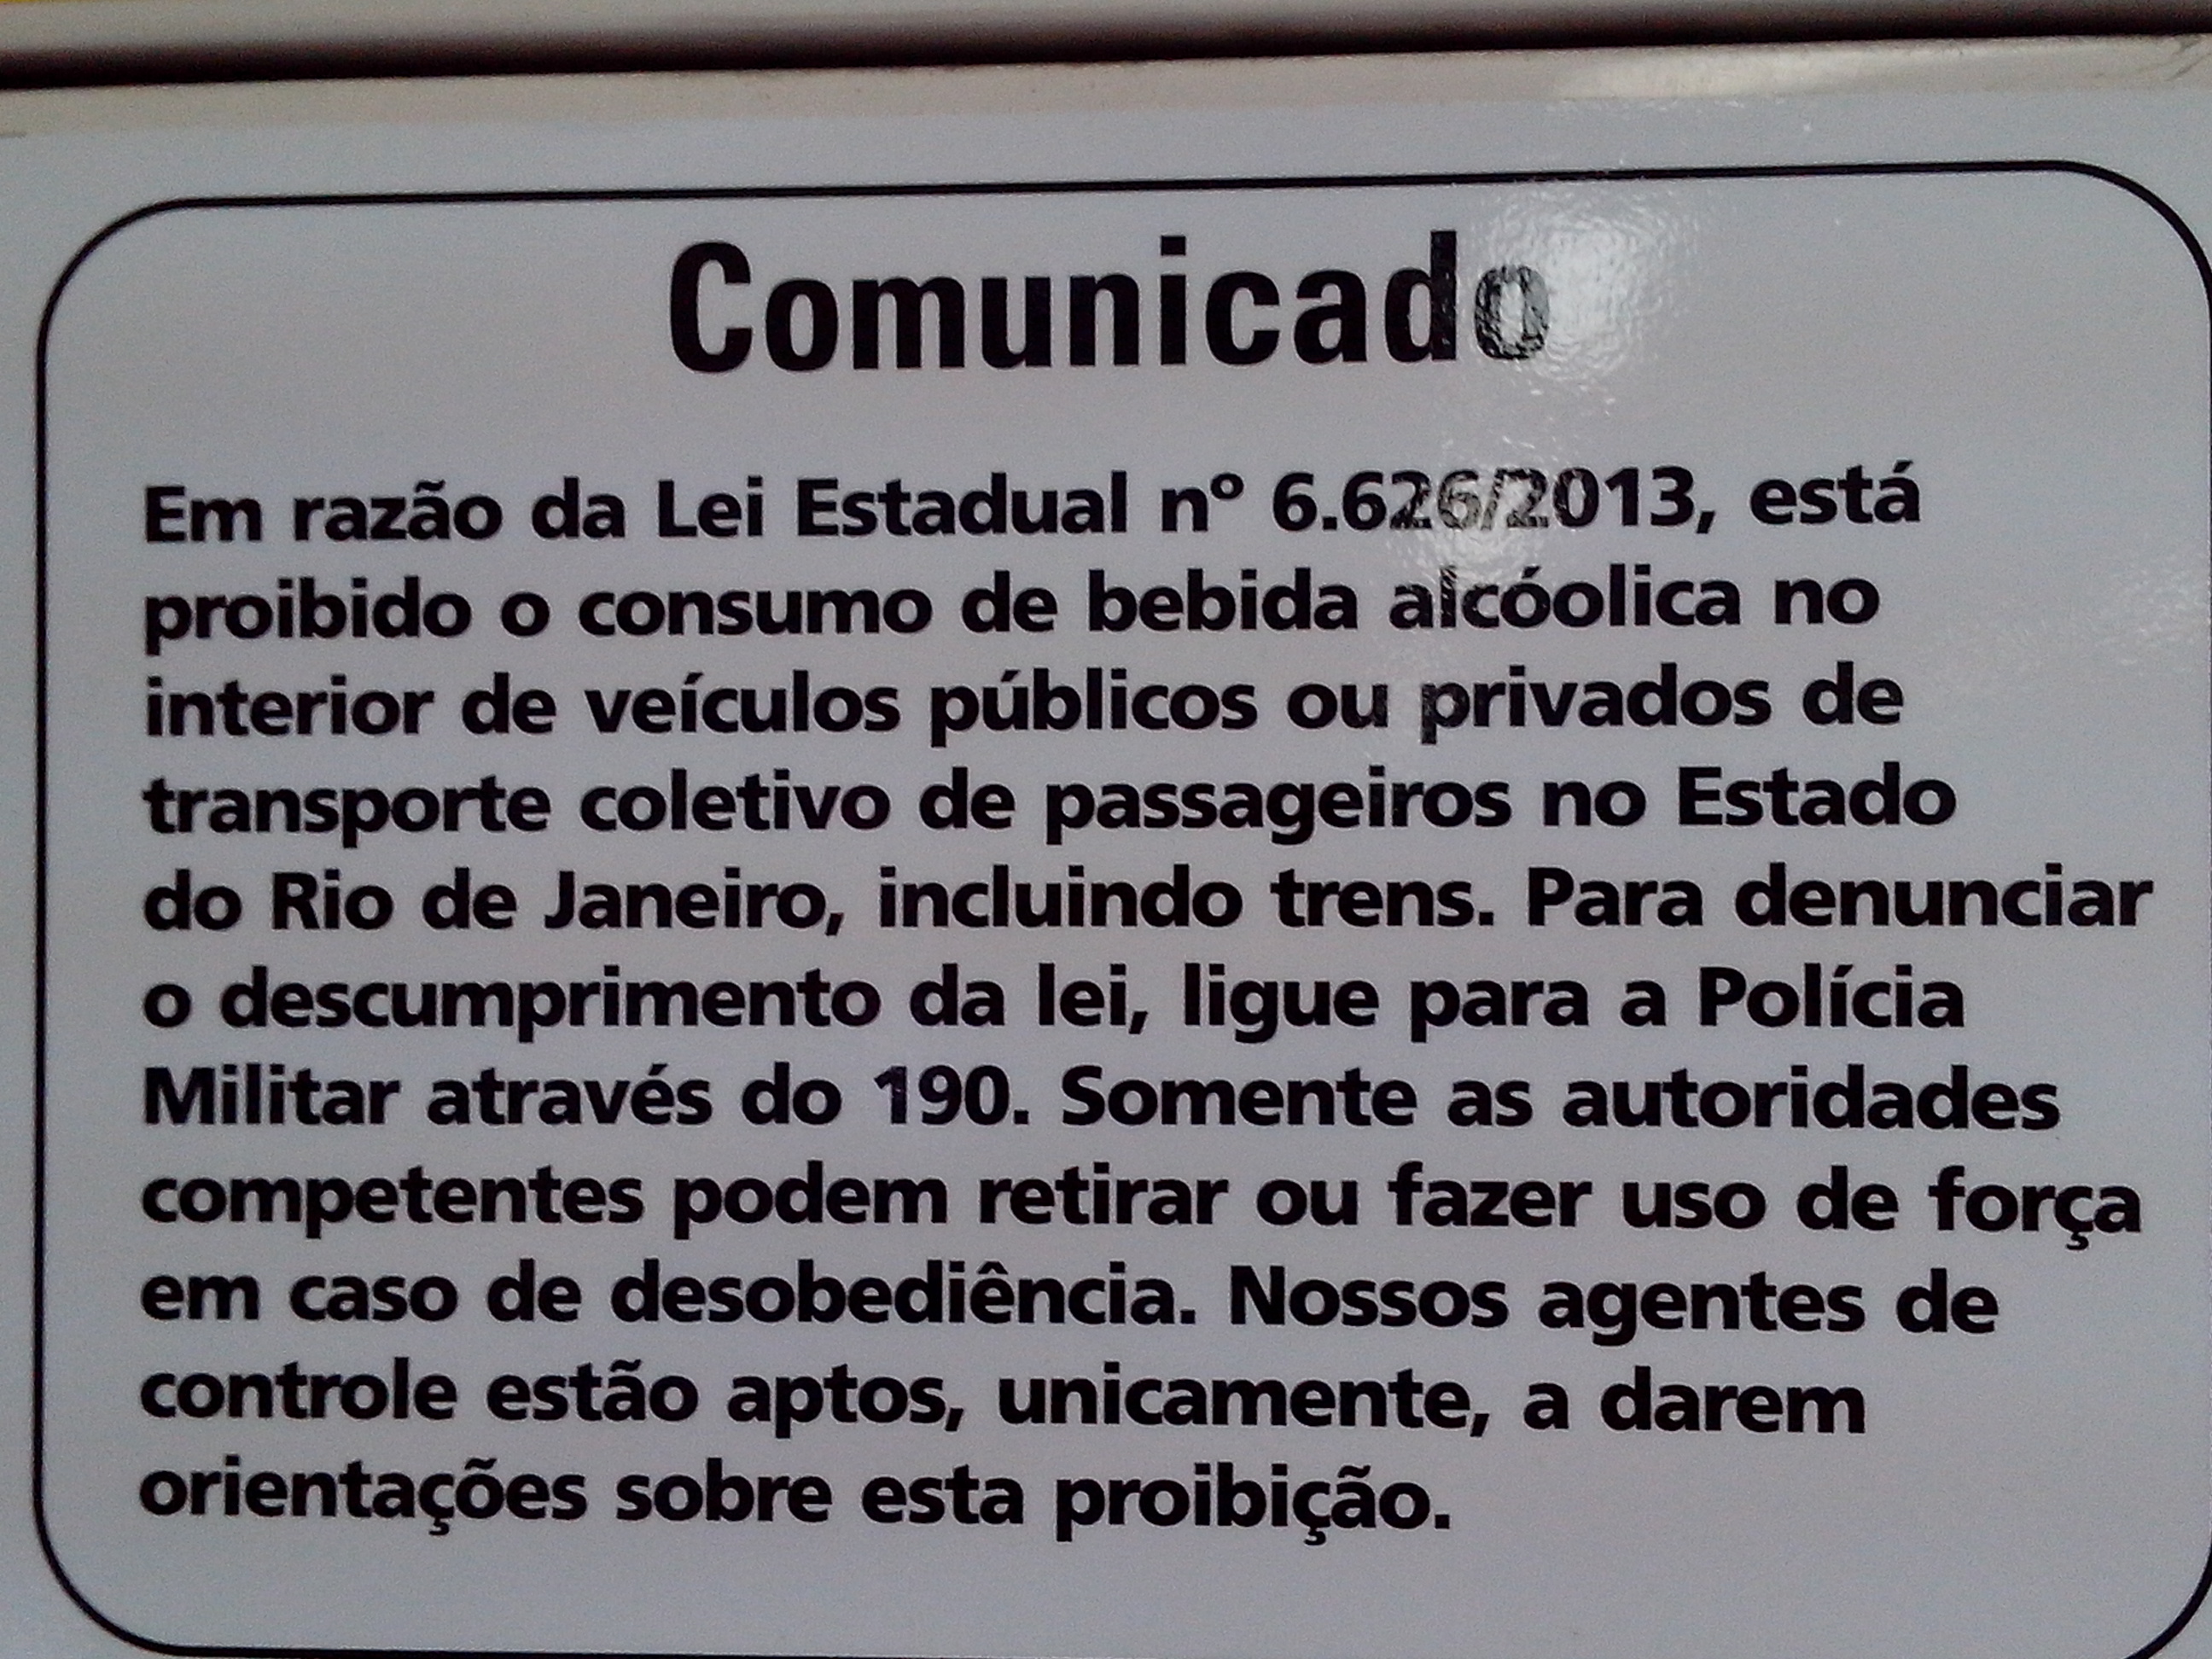 Comunicado
Em razão da Lei Estadual nº 6.626/2013, está
proibido o consumo de bebida alcóolica no
interior de veículos públicos ou privados de
transporte coletivo de passageiros no Estado
do Rio de Janeiro, incluindo trens. Para denunciar
o descumprimento da lei, ligue para a Polícia
Militar através do 190. Somente as autoridades
competentes podem retirar ou fazer uso de força
em caso de desobediência. Nossos agentes de
controle estão aptos, unicamente, a darem
orientações sobre esta proibição.